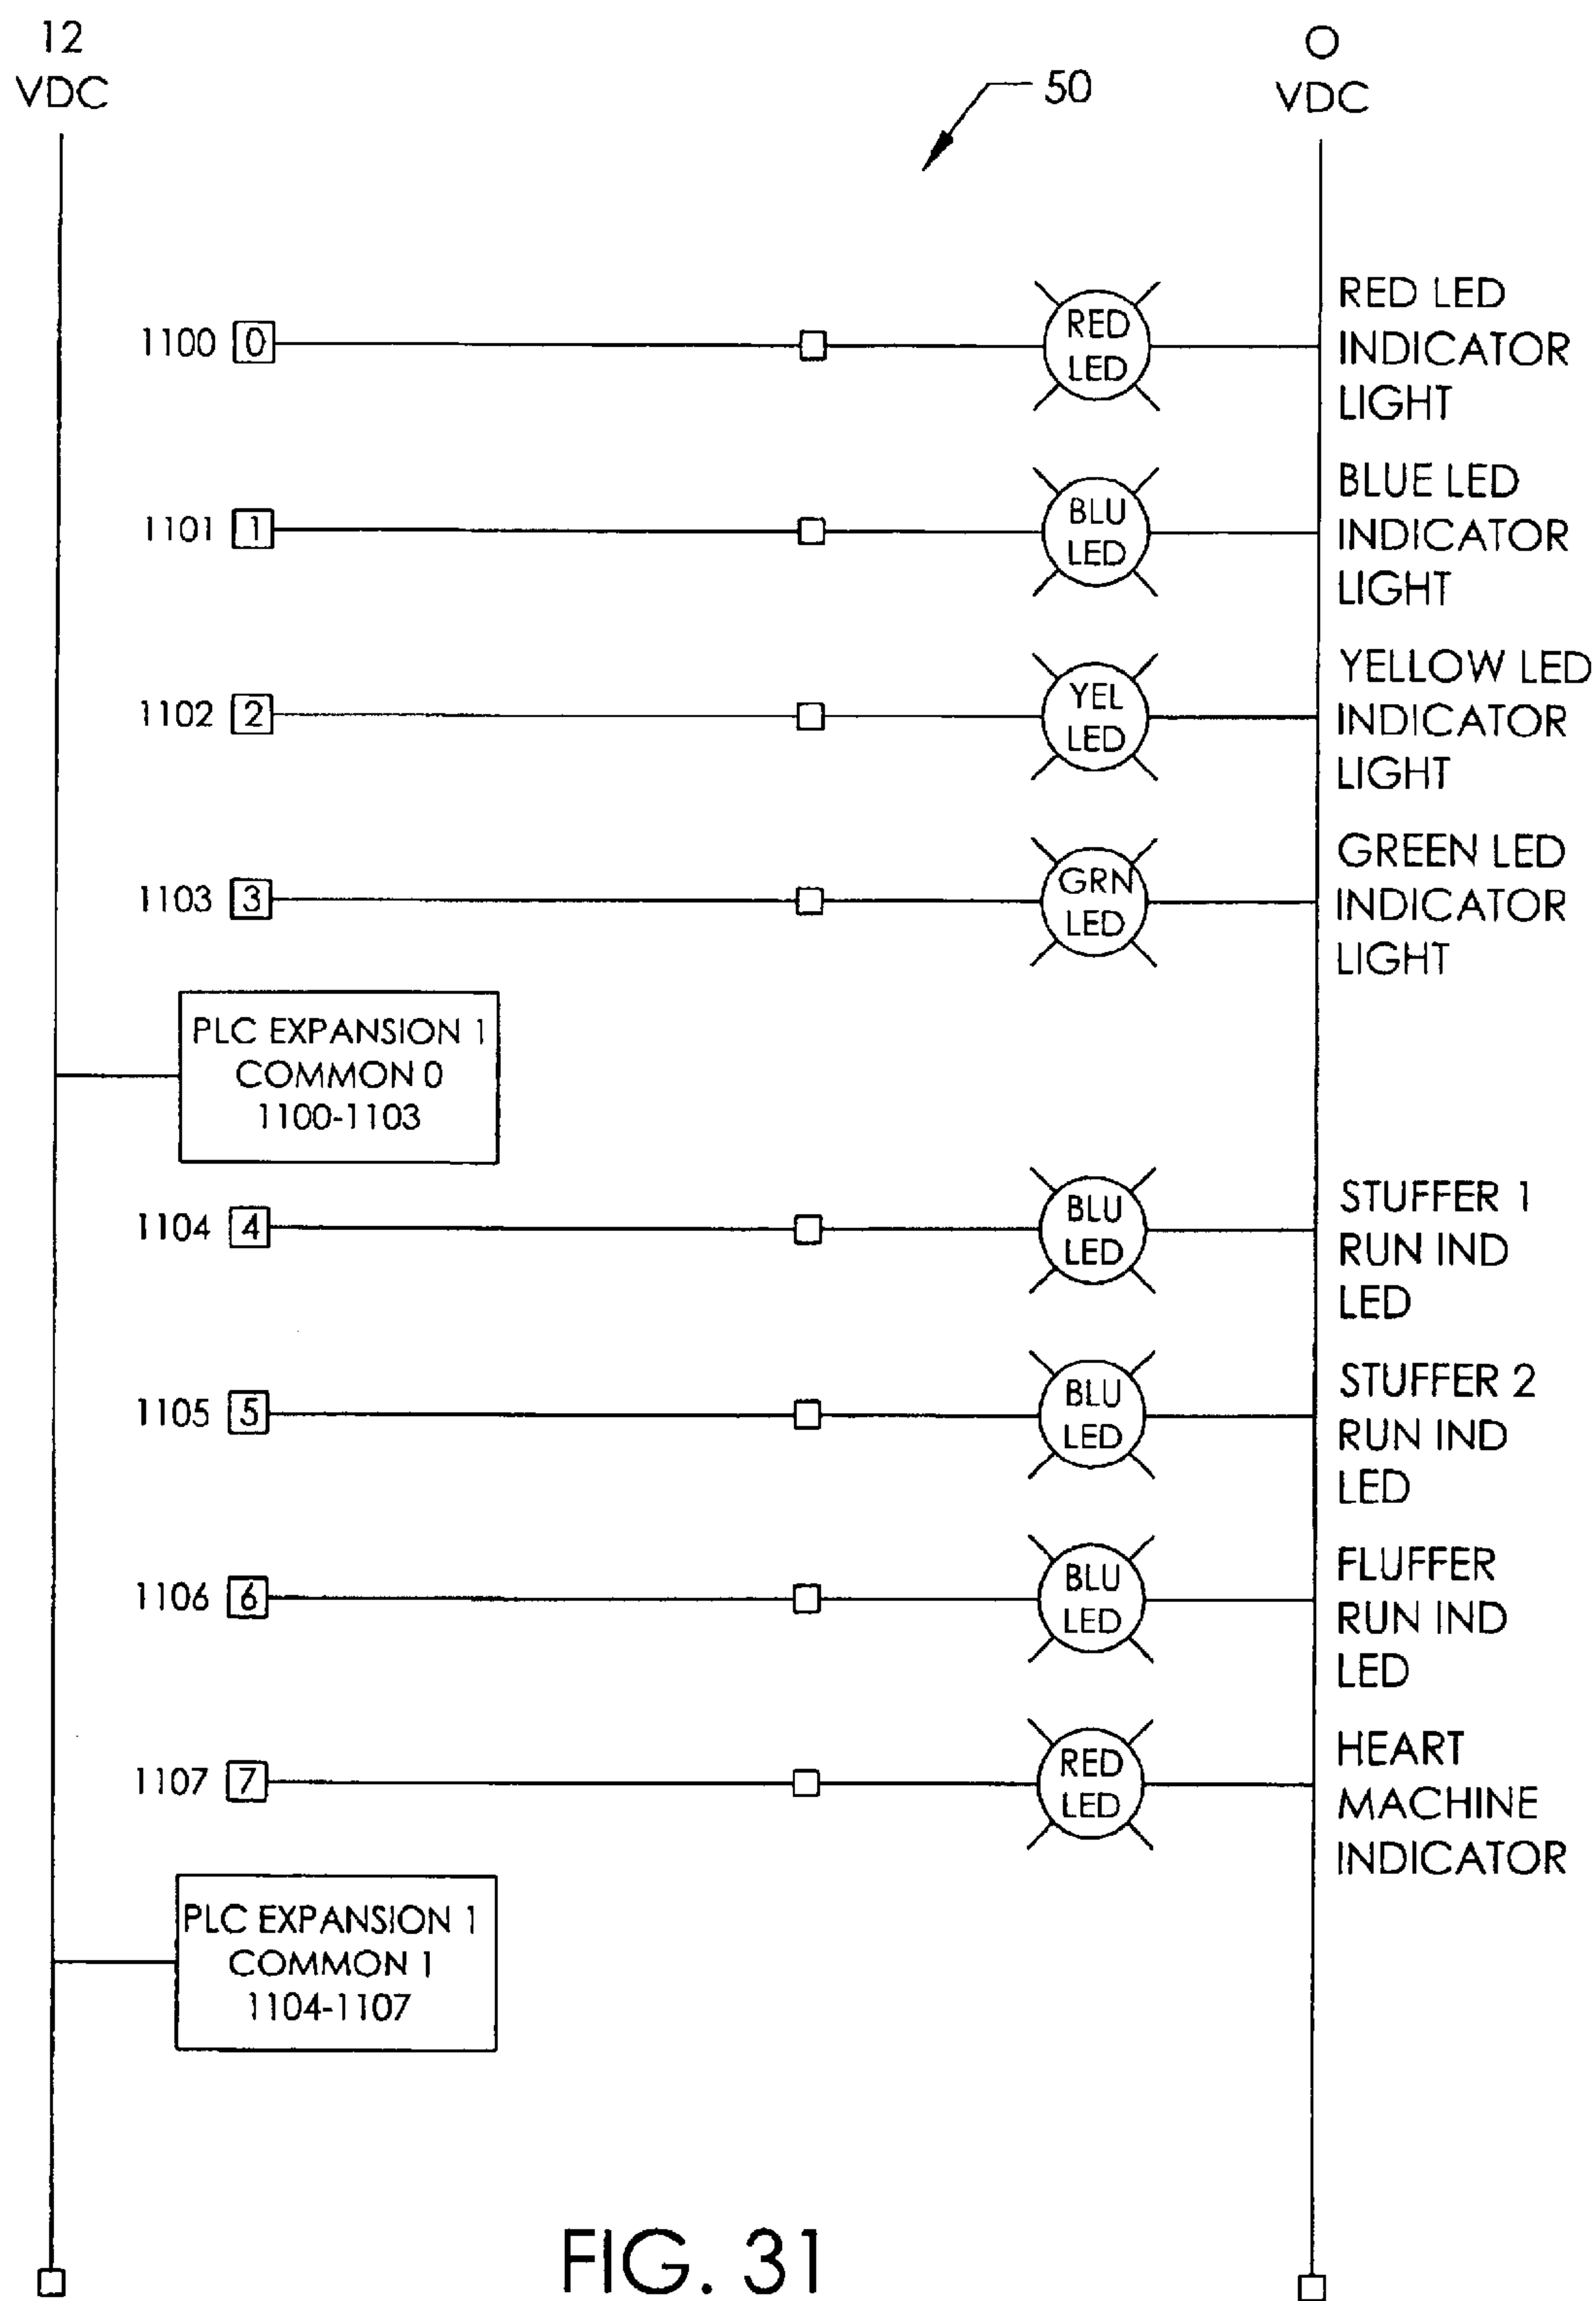 12
VDC
O
VDC
50
1100 0
RED
LED
RED LED
INDICATOR
LIGHT
1101 1
BLU
LED
BLUE LED
INDICATOR
LIGHT
1102 2
YEL
LED
YELLOW LED
INDICATOR
LIGHT
1103 3
GRN
LED
GREEN LED
INDICATOR
LIGHT
PLC EXPANSION 1
COMMON 0
1100-1103
1104 4
BLU
LED
STUFFER 1
RUN IND
LED
1105 5
BLU
LED
STUFFER 2
RUN IND
LED
1106 6
BLU
LED
FLUFFER
RUN IND
LED
1107 7
RED
LED
HEART
MACHINE
INDICATOR
PLC EXPANSION 1
COMMON 1
1104-1107
FIG. 31